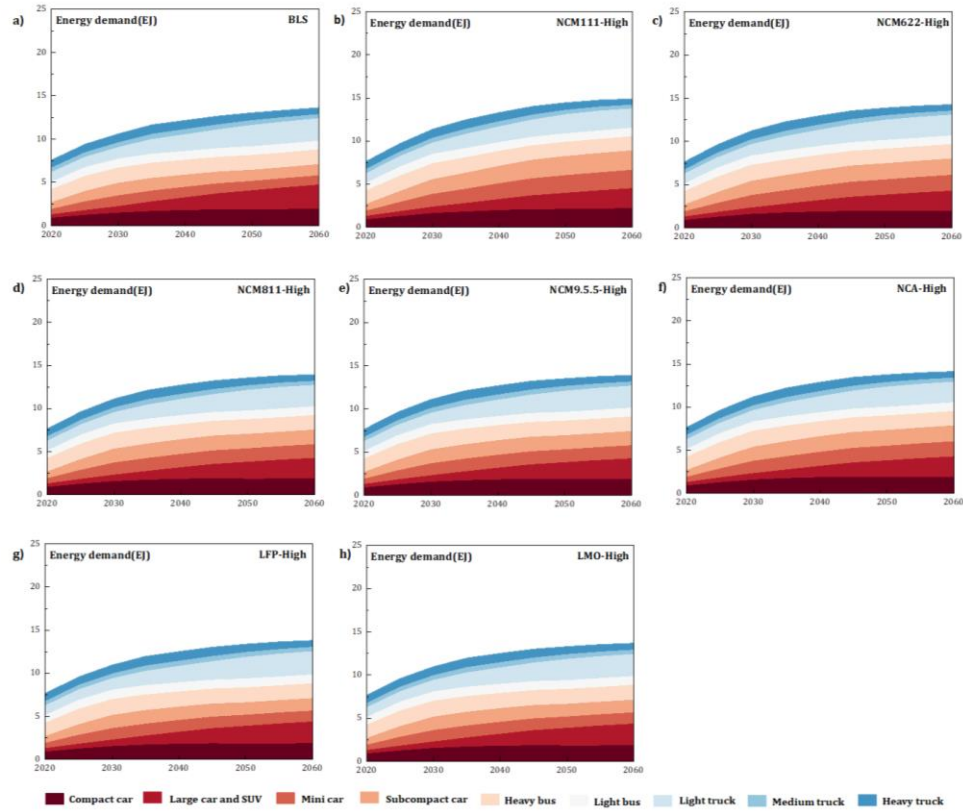 a) Energy demand(EJ) BLS
25
20
15
10
5
0
2020 2030 2040 2050 2060
b) Energy demand(EJ) NCM111-High
25
20
15
10
5
0
2020 2030 2040 2050 2060
c) Energy demand(EJ) NCM622-High
25
20
15
10
5
0
2020 2030 2040 2050 2060
d) Energy demand(EJ) NCM811-High
25
20
15
10
5
0
2020 2030 2040 2050 2060
e) Energy demand(EJ) NCM9.5.5-High
25
20
15
10
5
0
2020 2030 2040 2050 2060
f) Energy demand(EJ) NCA-High
25
20
15
10
5
0
2020 2030 2040 2050 2060
g) Energy demand(EJ) LFP-High
25
20
15
10
5
0
2020 2030 2040 2050 2060
h) Energy demand(EJ) LMO-High
25
20
15
10
5
0
2020 2030 2040 2050 2060
Compact car Large car and SUV Mini car Subcompact car Heavy bus Light bus Light truck Medium truck Heavy truck